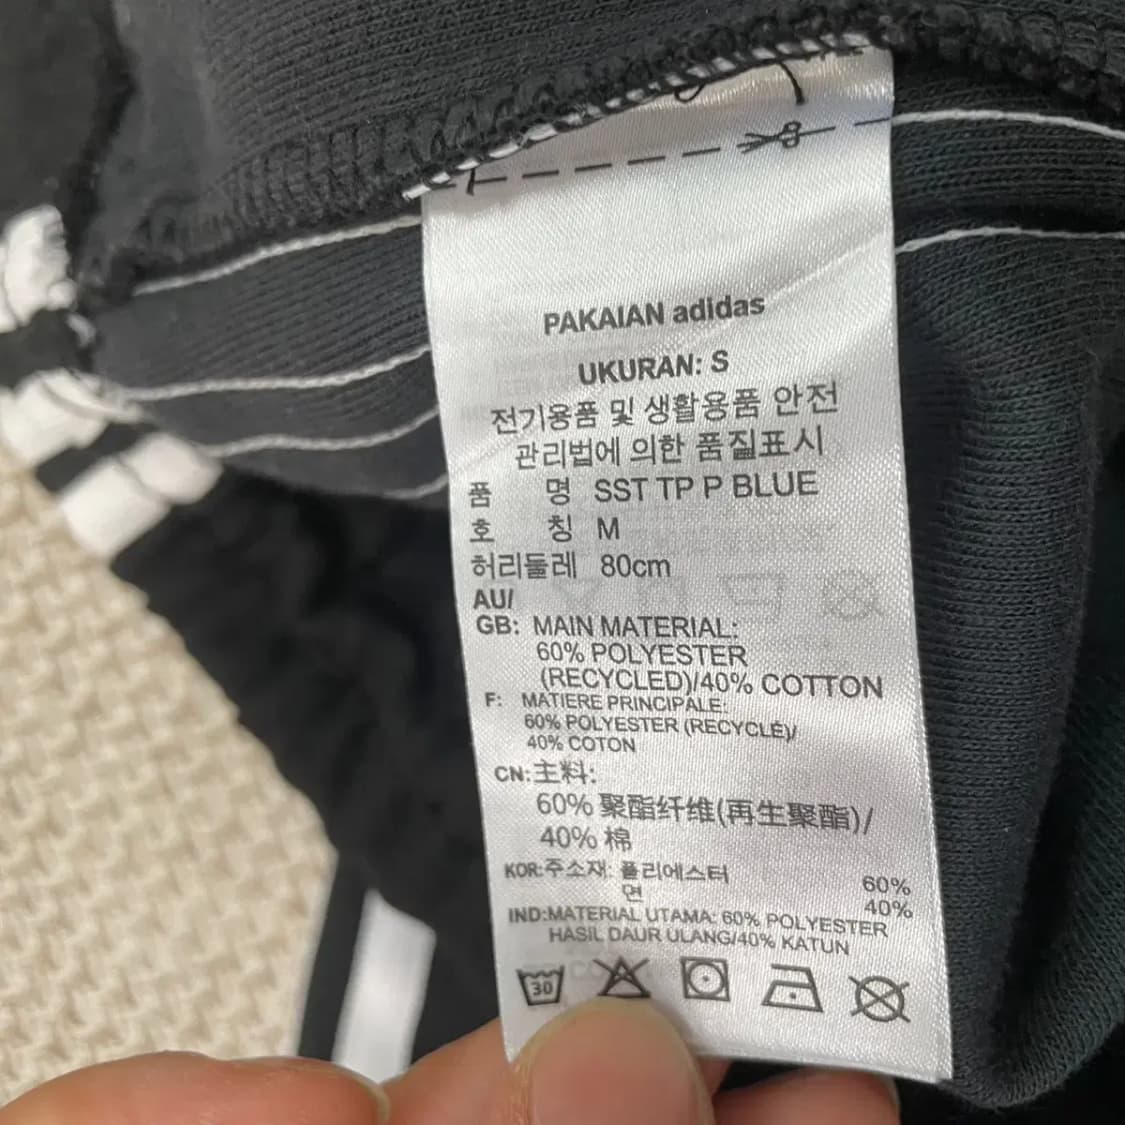 PAKAIAN adidas
UKURAN: S
전기용품 및 생활용품 안전
관리법에 의한 품질표시
품 명 SST TP P BLUE
호 칭 M
허리둘레 80cm
AU/
GB: MAIN MATERIAL:
60% POLYESTER
(RECYCLED)/40% COTTON
F: MATIERE PRINCIPALE:
60% POLYESTER (RECYCLÉ)/
40% COTON
CN:主料:
60% 聚酯纤维(再生聚酯)/
40% 棉
KOR:주소재: 폴리에스터 60%
면 40%
IND:MATERIAL UTAMA: 60% POLYESTER
HASIL DAUR ULANG/40% KATUN
30